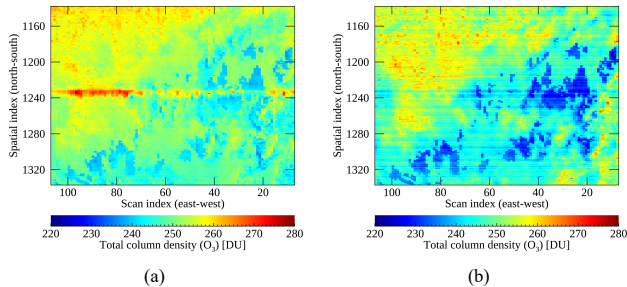 1160
1200
1240
1280
1320
Spatial index (north-south)
100 80 60 40 20
Scan index (east-west)
220 230 240 250 260 270 280
Total column density (O₃) [DU]
(a)
1160
1200
1240
1280
1320
Spatial index (north-south)
100 80 60 40 20
Scan index (east-west)
220 230 240 250 260 270 280
Total column density (O₃) [DU]
(b)